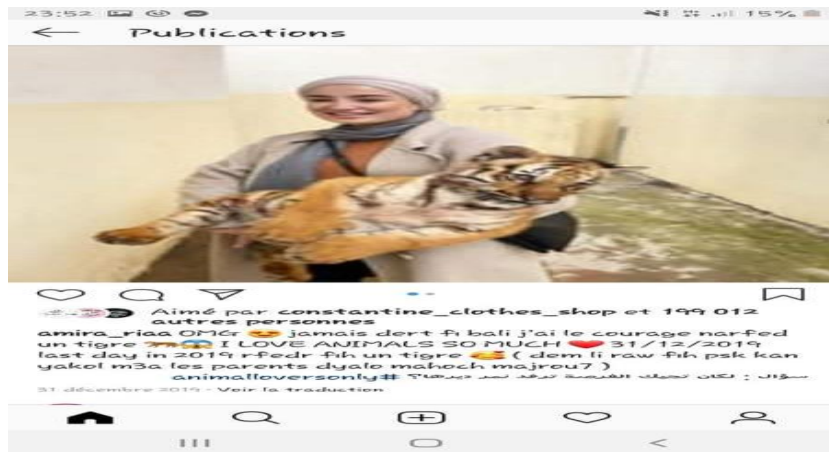 23:52 15%
Publications
Aimé par constantine_clothes_shop et 199 012
autres personnes
amira_riaa OMG 😍 jamais dert fi bali j'ai le courage narfed
un tigre 🐅😱 I LOVE ANIMALS SO MUCH ❤️ 31/12/2019
last day in 2019 rfedr fih un tigre 🥰 ( dem li raw fih psk kan
yakol m3a les parents dyalo mahoch majrou7 )
سؤال : لكان تجيك الفرصة ترفد نمر ديرها؟ #animalloversonly
31 décembre 2019 · Voir la traduction